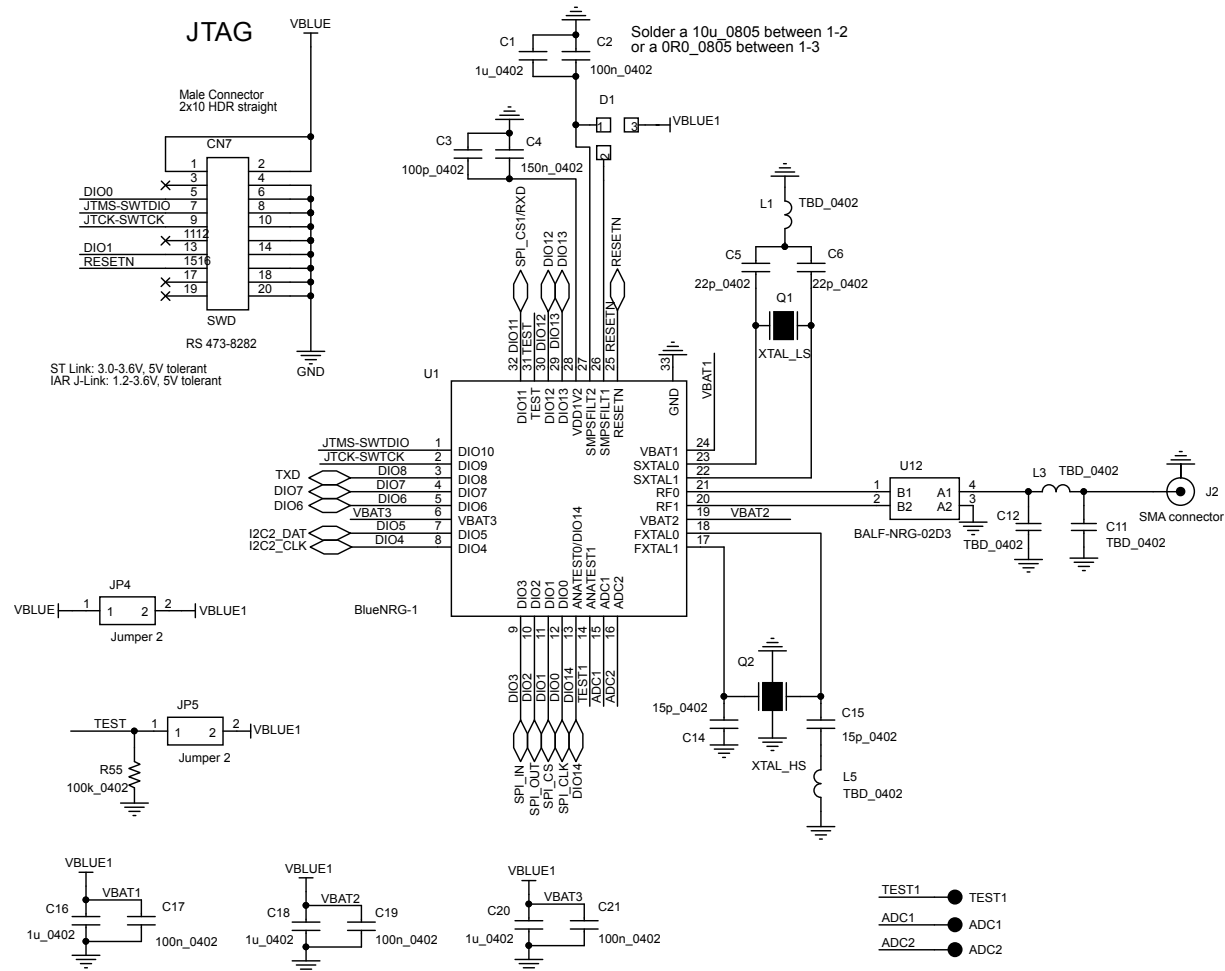 JTAG
VBLUE
Male Connector
2x10 HDR straight
CN7
1
2
3
4
DIO0
5
6
JTMS-SWTDIO
7
8
JTCK-SWTCK
9
10
1112
DIO1
13
14
RESETN
1516
17
18
19
20
SWD
RS 473-8282
GND
ST Link: 3.0-3.6V, 5V tolerant
IAR J-Link: 1.2-3.6V, 5V tolerant
C1
C2
1u_0402
100n_0402
Solder a 10u_0805 between 1-2
or a 0R0_0805 between 1-3
D1
1
3
VBLUE1
2
C3
C4
100p_0402
150n_0402
SPI_CS1/RXD
DIO12
DIO13
RESETN
32
DIO11
31
TEST
30
DIO12
29
DIO13
28
27
26
25
RESETN
33
L1
TBD_0402
C5
C6
22p_0402
22p_0402
Q1
XTAL_LS
VBAT1
U1
DIO11
TEST
DIO12
DIO13
VDD1V2
SMPSFILT2
SMPSFILT1
RESETN
GND
JTMS-SWTDIO
1
DIO10
JTCK-SWTCK
2
DIO9
TXD
DIO8
3
DIO8
DIO7
DIO7
4
DIO7
DIO6
DIO6
5
DIO6
VBAT3
6
VBAT3
I2C2_DAT
DIO5
7
DIO5
I2C2_CLK
DIO4
8
DIO4
VBAT1
24
SXTAL0
23
SXTAL1
22
RF0
21
RF1
20
VBAT2
19
VBAT2
FXTAL0
18
FXTAL1
17
DIO3
DIO2
DIO1
DIO0
ANATEST0/DIO14
ANATEST1
ADC1
ADC2
BlueNRG-1
9
10
11
12
13
14
15
16
DIO3
DIO2
DIO1
DIO0
DIO14
TEST1
ADC1
ADC2
SPI_IN
SPI_OUT
SPI_CS
SPI_CLK
DIO14
U12
1
B1
A1
4
2
B2
A2
3
BALF-NRG-02D3
L3
TBD_0402
J2
SMA connector
C12
TBD_0402
C11
TBD_0402
Q2
15p_0402
C14
XTAL_HS
C15
15p_0402
L5
TBD_0402
JP4
VBLUE
1
1
2
2
VBLUE1
Jumper 2
JP5
TEST
1
1
2
2
VBLUE1
Jumper 2
R55
100k_0402
VBLUE1
VBAT1
C16
C17
1u_0402
100n_0402
VBLUE1
VBAT2
C18
C19
1u_0402
100n_0402
VBLUE1
VBAT3
C20
C21
1u_0402
100n_0402
TEST1
TEST1
ADC1
ADC1
ADC2
ADC2